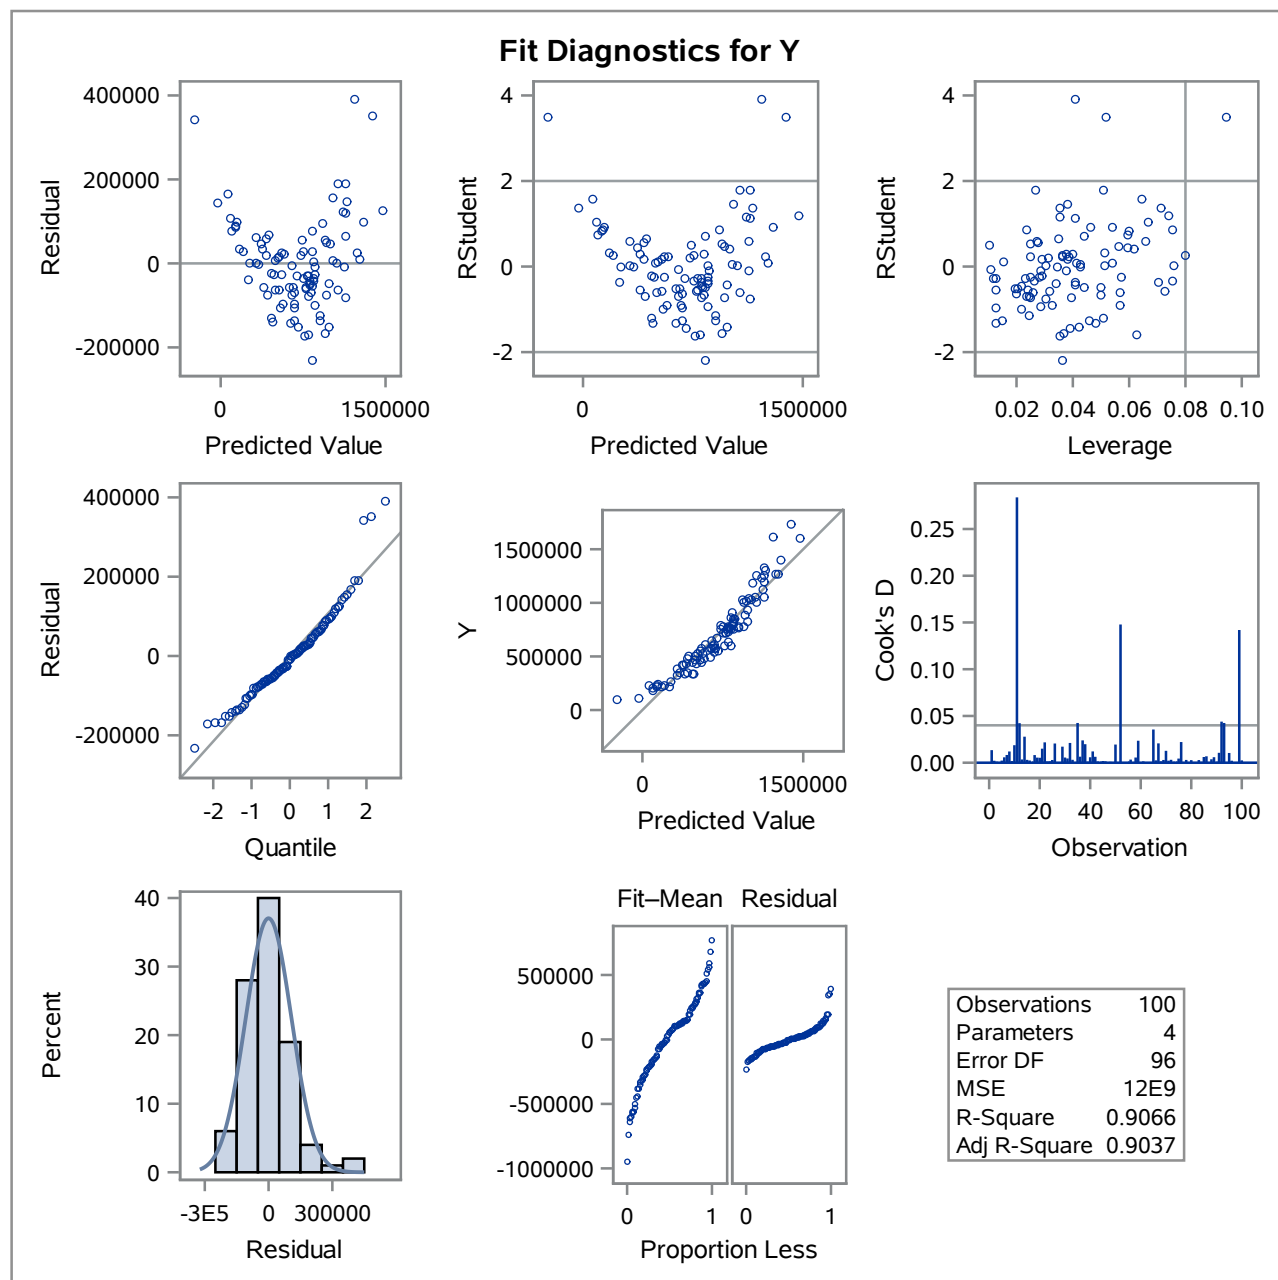 Fit Diagnostics for Y
400000
200000
0
-200000
Residual
0 1500000
Predicted Value
4
2
0
-2
RStudent
0 1500000
Predicted Value
4
2
0
-2
RStudent
0.02 0.04 0.06 0.08 0.10
Leverage
400000
200000
0
-200000
Residual
-2 -1 0 1 2
Quantile
1500000
1000000
500000
0
Y
0 1500000
Predicted Value
0.25
0.20
0.15
0.10
0.05
0.00
Cook's D
0 20 40 60 80 100
Observation
40
30
20
10
0
Percent
-3E5 0 300000
Residual
Fit–Mean Residual
500000
0
-500000
-1000000
0 1 0 1
Proportion Less
Observations 100
Parameters 4
Error DF 96
MSE 12E9
R-Square 0.9066
Adj R-Square 0.9037